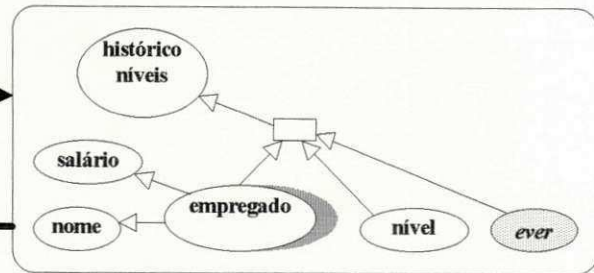 histórico
níveis
salário
empregado
nome
nível
ever